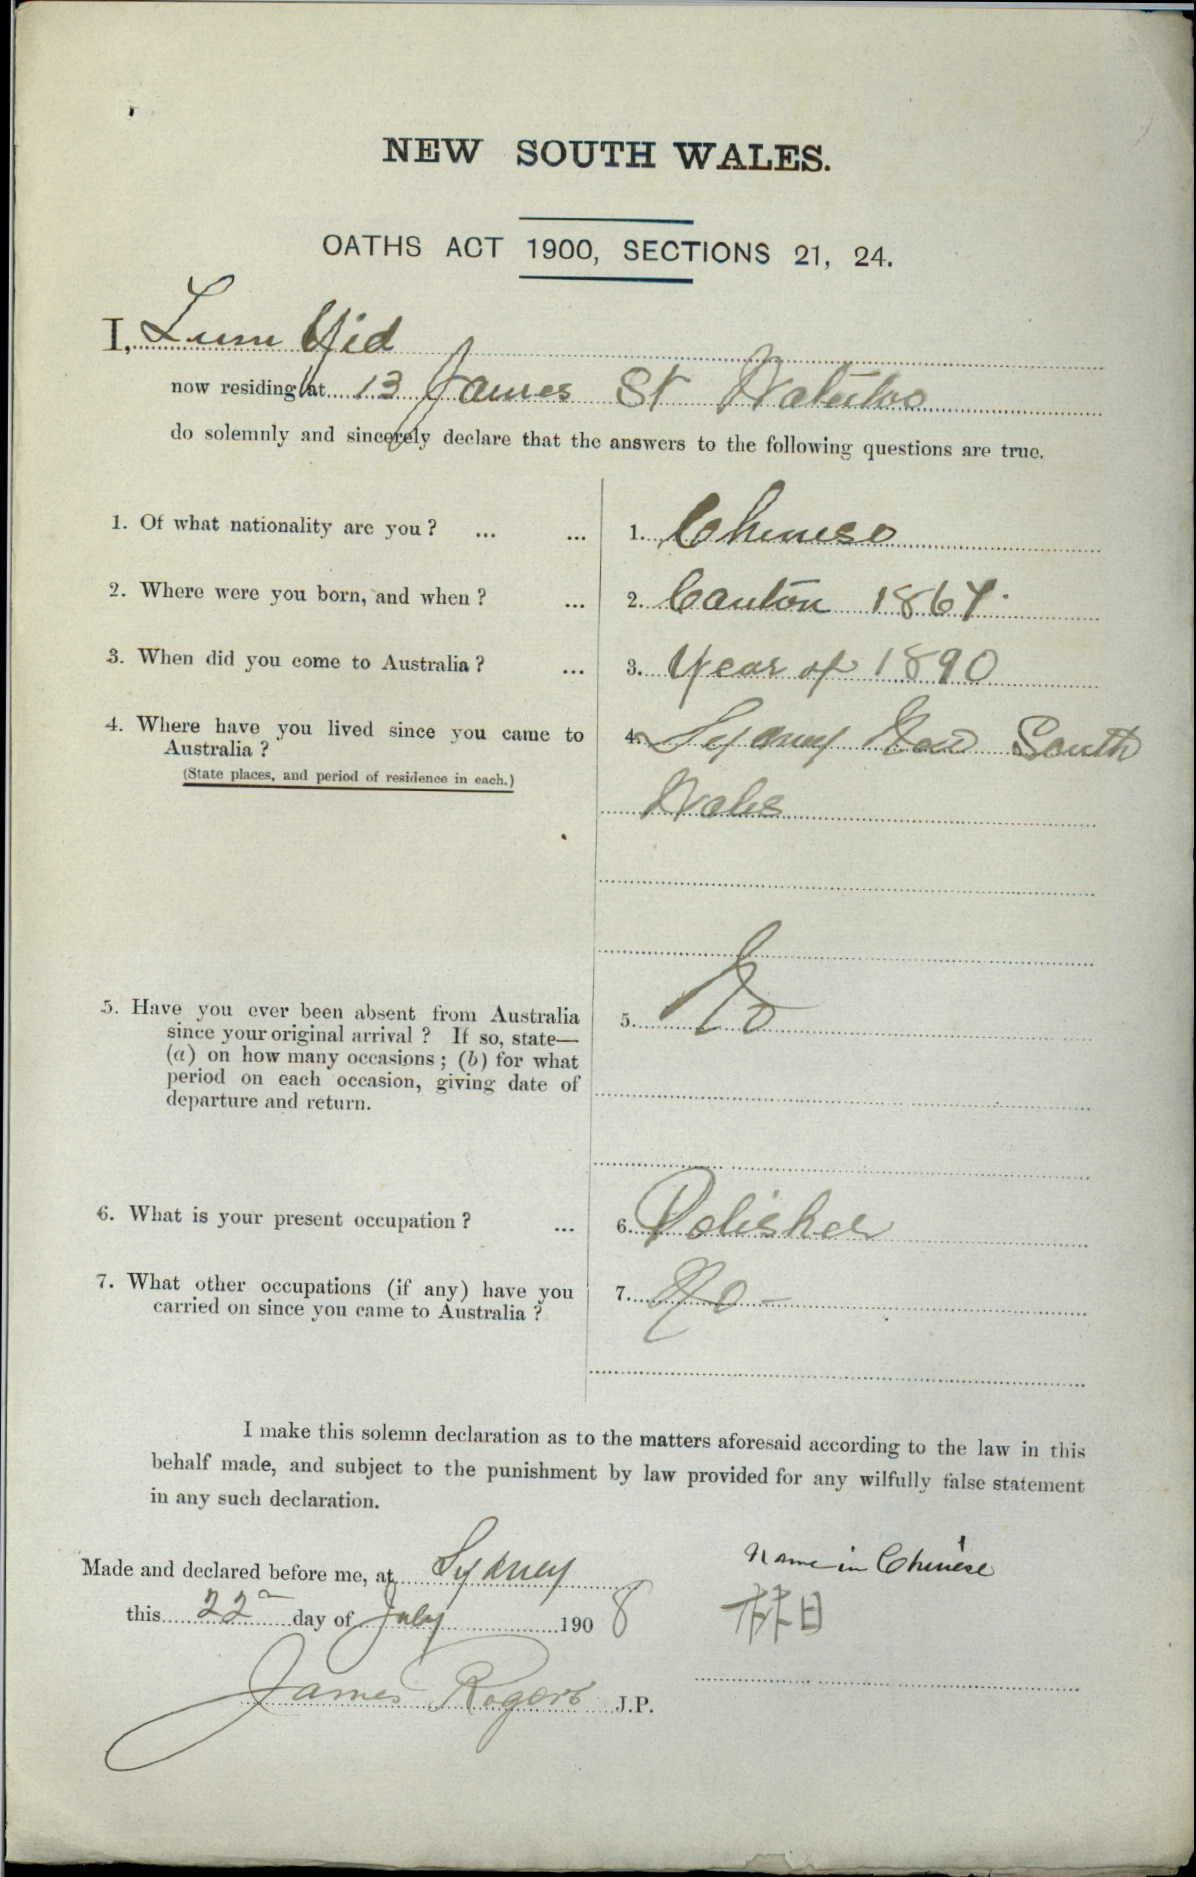 NEW SOUTH WALES.
OATHS ACT 1900, SECTIONS 21, 24.
I, Lum Yid
now residing at 13 James St Waterloo
do solemnly and sincerely declare that the answers to the following questions are true.
1. Of what nationality are you? ... ... 1. Chinese
2. Where were you born, and when? ... 2. Canton 1867.
3. When did you come to Australia? ... 3. Year of 1890
4. Where have you lived since you came to Australia? 4. Sydney New South
(State places, and period of residence in each.)
Wales
5. Have you ever been absent from Australia 5. No
since your original arrival? If so, state—
(a) on how many occasions; (b) for what
period on each occasion, giving date of
departure and return.
6. What is your present occupation? ... 6. Polisher
7. What other occupations (if any) have you 7. No -
carried on since you came to Australia?
I make this solemn declaration as to the matters aforesaid according to the law in this
behalf made, and subject to the punishment by law provided for any wilfully false statement
in any such declaration.
Made and declared before me, at Sydney
this 22nd day of July 1908
James Rogers J.P.
Name in Chinese
林日